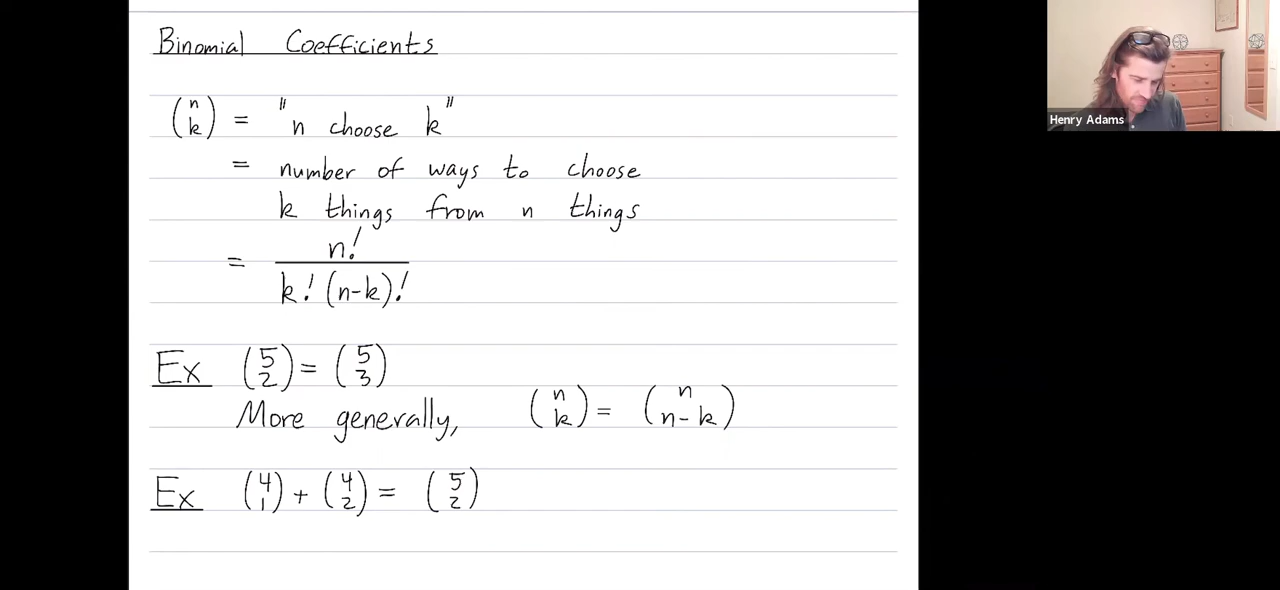 Binomial Coefficients
(n k) = "n choose k"
= number of ways to choose
k things from n things
= n! / k! (n-k)!
Ex (5 2) = (5 3)
More generally, (n k) = (n n-k)
Ex (4 1) + (4 2) = (5 2)
Henry Adams